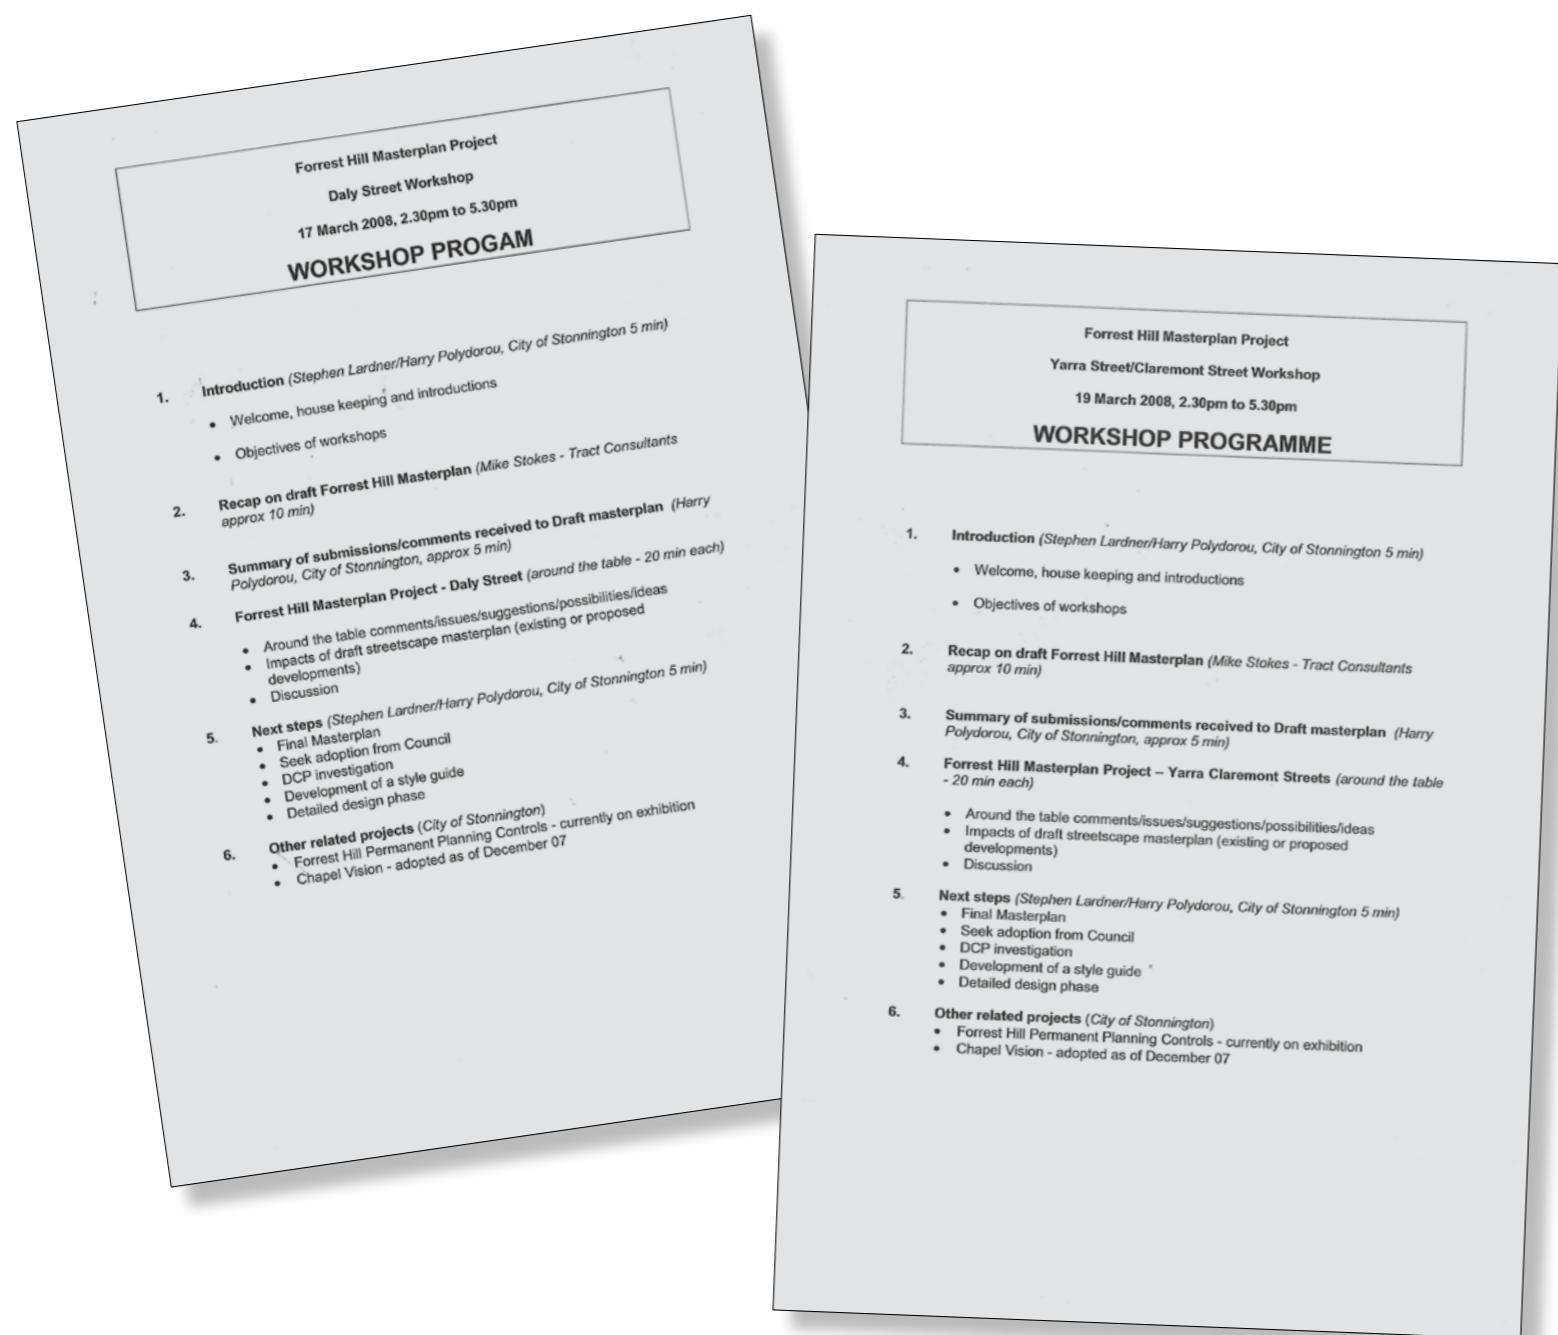 Forrest Hill Masterplan Project
Daly Street Workshop
17 March 2008, 2.30pm to 5.30pm
WORKSHOP PROGAM
1. Introduction (Stephen Lardner/Harry Polydorou, City of Stonnington 5 min)
• Welcome, house keeping and introductions
• Objectives of workshops
2. Recap on draft Forrest Hill Masterplan (Mike Stokes - Tract Consultants
approx 10 min)
3. Summary of submissions/comments received to Draft masterplan (Harry
Polydorou, City of Stonnington, approx 5 min)
4. Forrest Hill Masterplan Project - Daly Street (around the table - 20 min each)
• Around the table comments/issues/suggestions/possibilities/ideas
• Impacts of draft streetscape masterplan (existing or proposed
developments)
• Discussion
5. Next steps (Stephen Lardner/Harry Polydorou, City of Stonnington 5 min)
• Final Masterplan
• Seek adoption from Council
• DCP investigation
• Development of a style guide
• Detailed design phase
6. Other related projects (City of Stonnington)
• Forrest Hill Permanent Planning Controls - currently on exhibition
• Chapel Vision - adopted as of December 07
Forrest Hill Masterplan Project
Yarra Street/Claremont Street Workshop
19 March 2008, 2.30pm to 5.30pm
WORKSHOP PROGRAMME
1. Introduction (Stephen Lardner/Harry Polydorou, City of Stonnington 5 min)
• Welcome, house keeping and introductions
• Objectives of workshops
2. Recap on draft Forrest Hill Masterplan (Mike Stokes - Tract Consultants
approx 10 min)
3. Summary of submissions/comments received to Draft masterplan (Harry
Polydorou, City of Stonnington, approx 5 min)
4. Forrest Hill Masterplan Project – Yarra Claremont Streets (around the table
- 20 min each)
• Around the table comments/issues/suggestions/possibilities/ideas
• Impacts of draft streetscape masterplan (existing or proposed
developments)
• Discussion
5. Next steps (Stephen Lardner/Harry Polydorou, City of Stonnington 5 min)
• Final Masterplan
• Seek adoption from Council
• DCP investigation
• Development of a style guide
• Detailed design phase
6. Other related projects (City of Stonnington)
• Forrest Hill Permanent Planning Controls - currently on exhibition
• Chapel Vision - adopted as of December 07